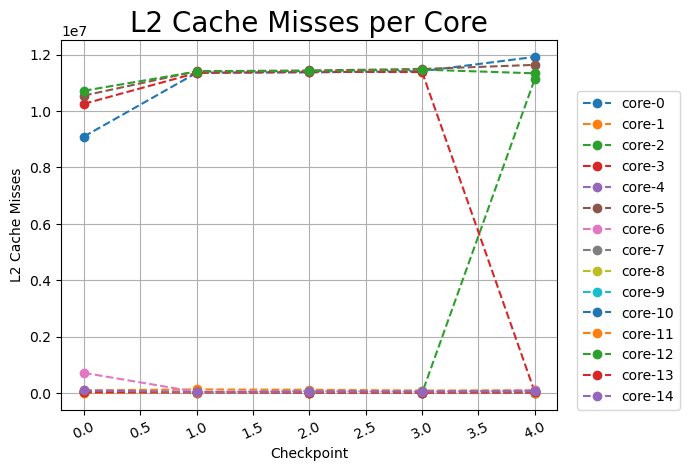 L2 Cache Misses per Core
1e7
1.2
1.0
0.8
0.6
0.4
0.2
0.0
L2 Cache Misses
0.0
0.5
1.0
1.5
2.0
2.5
3.0
3.5
4.0
Checkpoint
core-0
core-1
core-2
core-3
core-4
core-5
core-6
core-7
core-8
core-9
core-10
core-11
core-12
core-13
core-14